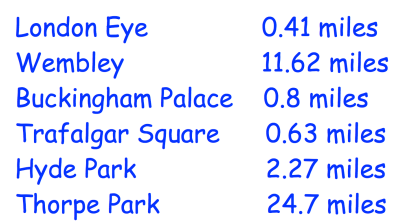 London Eye 0.41 miles
Wembley 11.62 miles
Buckingham Palace 0.8 miles
Trafalgar Square 0.63 miles
Hyde Park 2.27 miles
Thorpe Park 24.7 miles